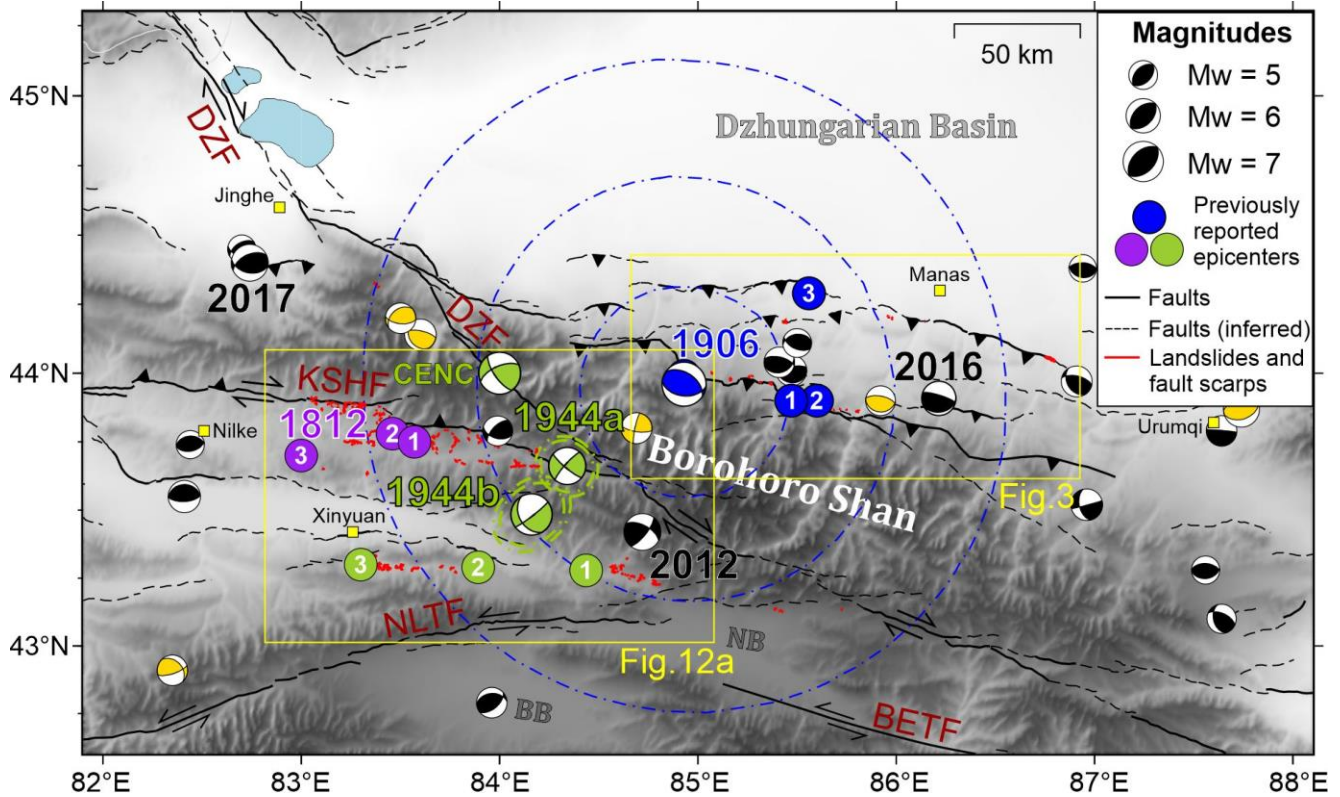 45°N
44°N
43°N
82°E
83°E
84°E
85°E
86°E
87°E
88°E
50 km
Magnitudes
Mw = 5
Mw = 6
Mw = 7
Previously
reported
epicenters
Faults
Faults (inferred)
Landslides and
fault scarps
DZF
Dzhungarian Basin
Jinghe
2017
Manas
3
DZF
1906
2016
CENC
KSHF
1 2
Urumqi
1944a
Nilke
1812
2
1
3
Borohoro Shan
1944b
Fig.3
Xinyuan
2012
3
2
1
NLTF
NB
Fig.12a
BB
BETF